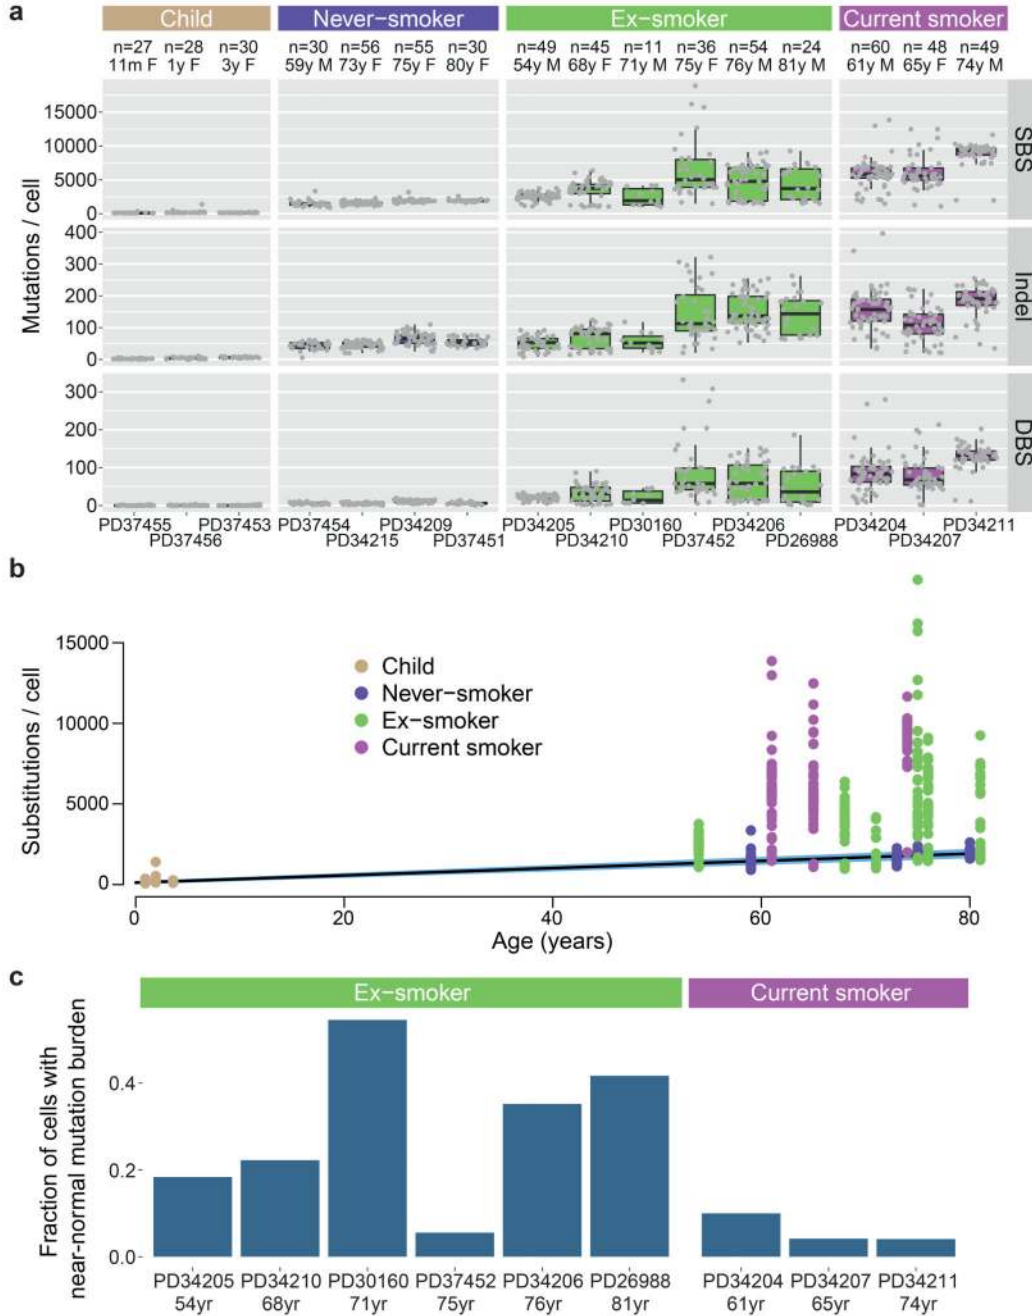 a
Child
Never−smoker
Ex−smoker
Current smoker
n=27 n=28 n=30 n=30 n=56 n=55 n=30 n=49 n=45 n=11 n=36 n=54 n=24 n=60 n= 48 n=49
11m F 1y F 3y F 59y M 73y F 75y F 80y F 54y M 68y F 71y M 75y F 76y M 81y M 61y M 65y F 74y M
Mutations / cell
15000
10000
5000
0
SBS
400
300
200
100
0
Indel
300
200
100
0
DBS
PD37455 PD37453 PD37454 PD34209 PD34205 PD30160 PD34206 PD34204 PD34211
PD37456 PD34215 PD37451 PD34210 PD37452 PD26988 PD34207
b
Substitutions / cell
15000
10000
5000
0
Child
Never−smoker
Ex−smoker
Current smoker
0 20 40 60 80
Age (years)
c
Ex−smoker
Current smoker
Fraction of cells with
near−normal mutation burden
0.4
0.2
0.0
PD34205 PD34210 PD30160 PD37452 PD34206 PD26988 PD34204 PD34207 PD34211
54yr 68yr 71yr 75yr 76yr 81yr 61yr 65yr 74yr